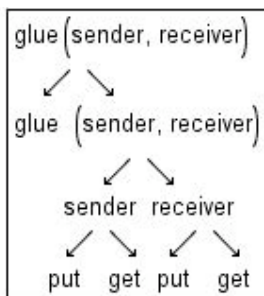 glue(sender, receiver)
glue (sender, receiver)
sender receiver
put get put get